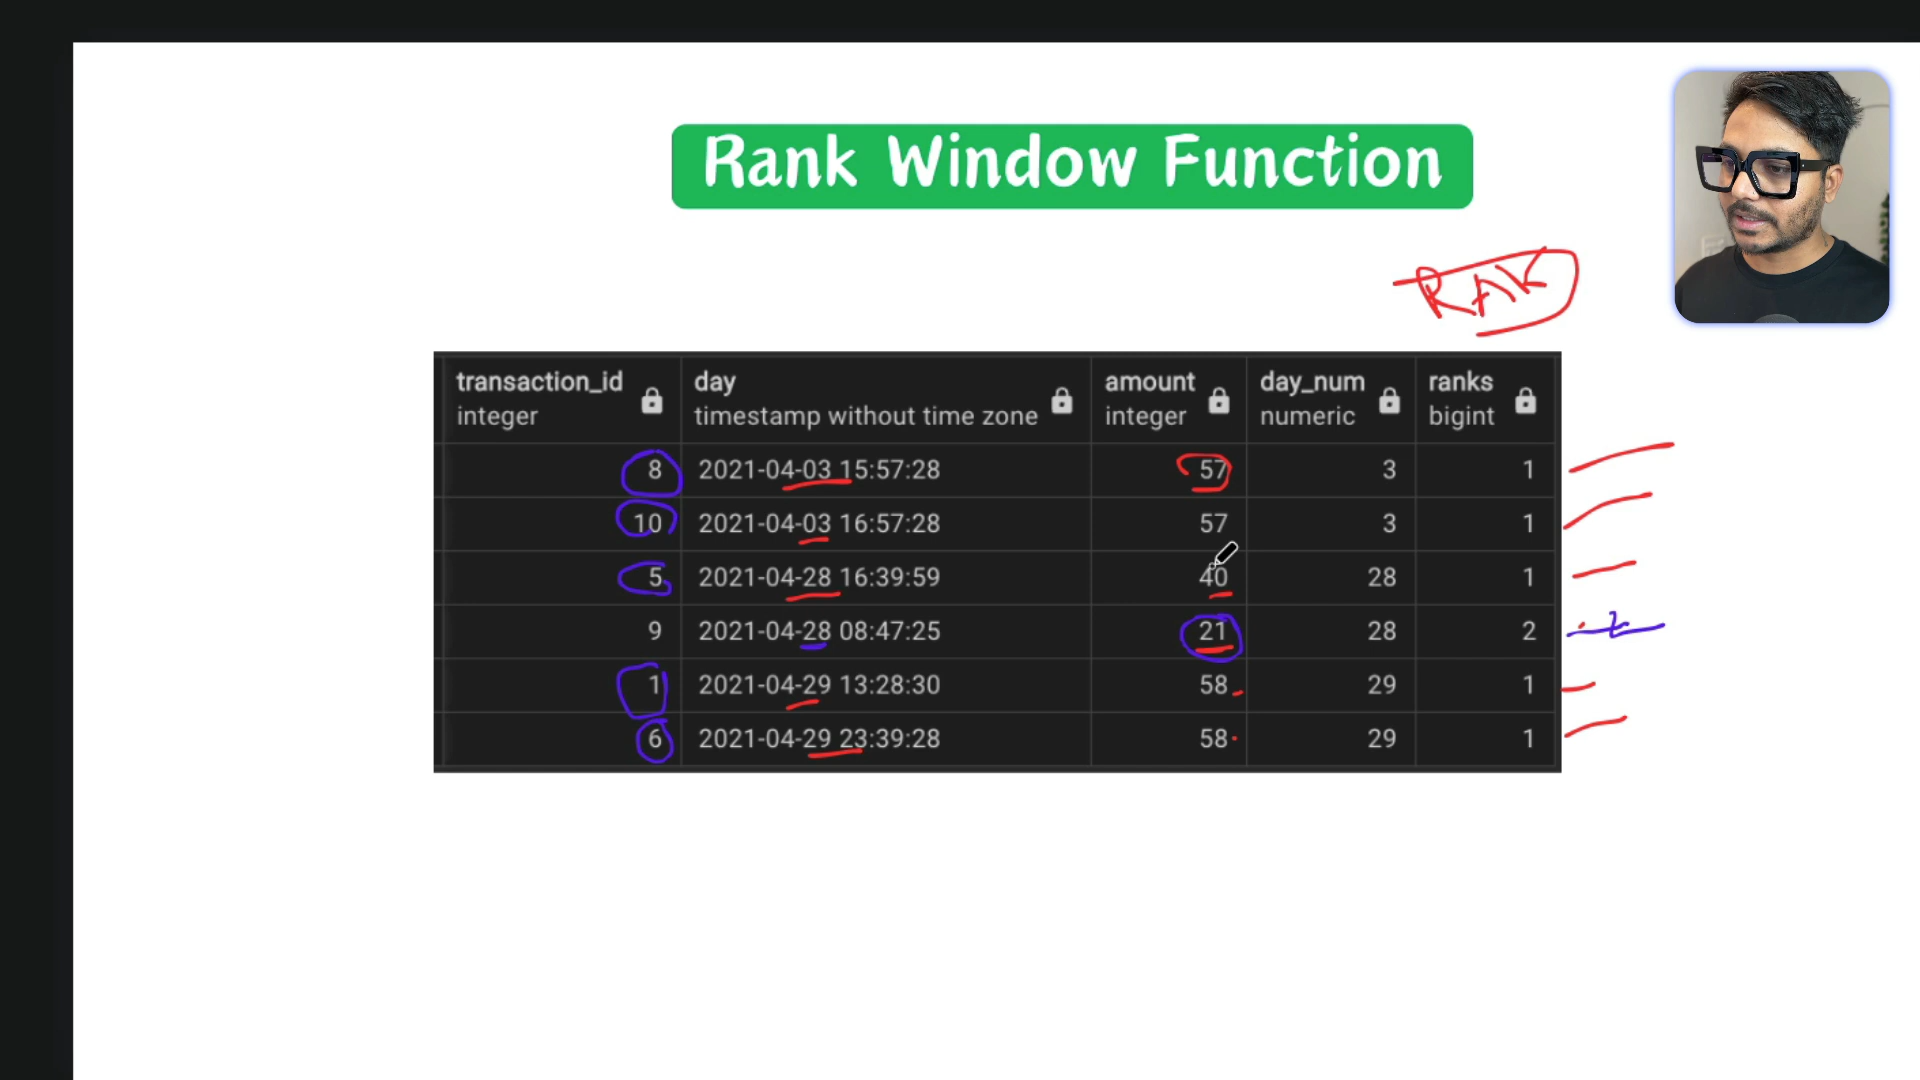 Rank Window Function
RAK
transaction_id day amount day_num ranks
integer timestamp without time zone integer numeric bigint
8 2021-04-03 15:57:28 57 3 1
10 2021-04-03 16:57:28 57 3 1
5 2021-04-28 16:39:59 40 28 1
9 2021-04-28 08:47:25 21 28 2
1 2021-04-29 13:28:30 58 29 1
6 2021-04-29 23:39:28 58 29 1